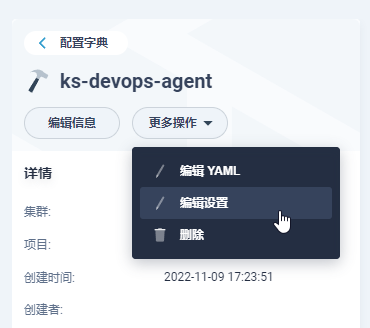 配置字典
ks-devops-agent
编辑信息 更多操作
详情
编辑 YAML
集群:
编辑设置
项目:
删除
创建时间: 2022-11-09 17:23:51
创建者: